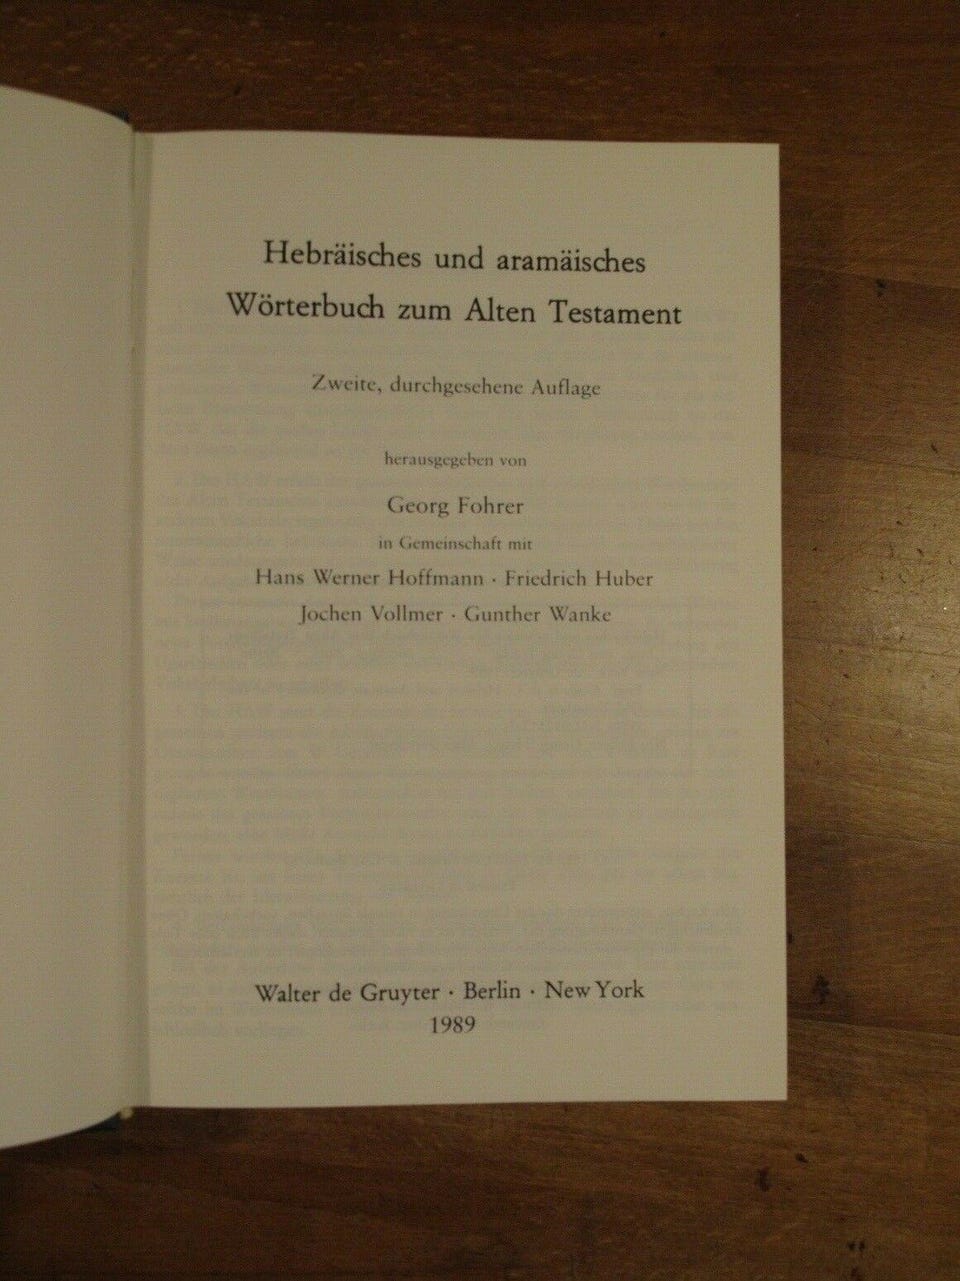 Hebräisches und aramäisches
Wörterbuch zum Alten Testament
Zweite, durchgesehene Auflage
herausgegeben von
Georg Fohrer
in Gemeinschaft mit
Hans Werner Hoffmann · Friedrich Huber
Jochen Vollmer · Gunther Wanke
Walter de Gruyter · Berlin · New York
1989